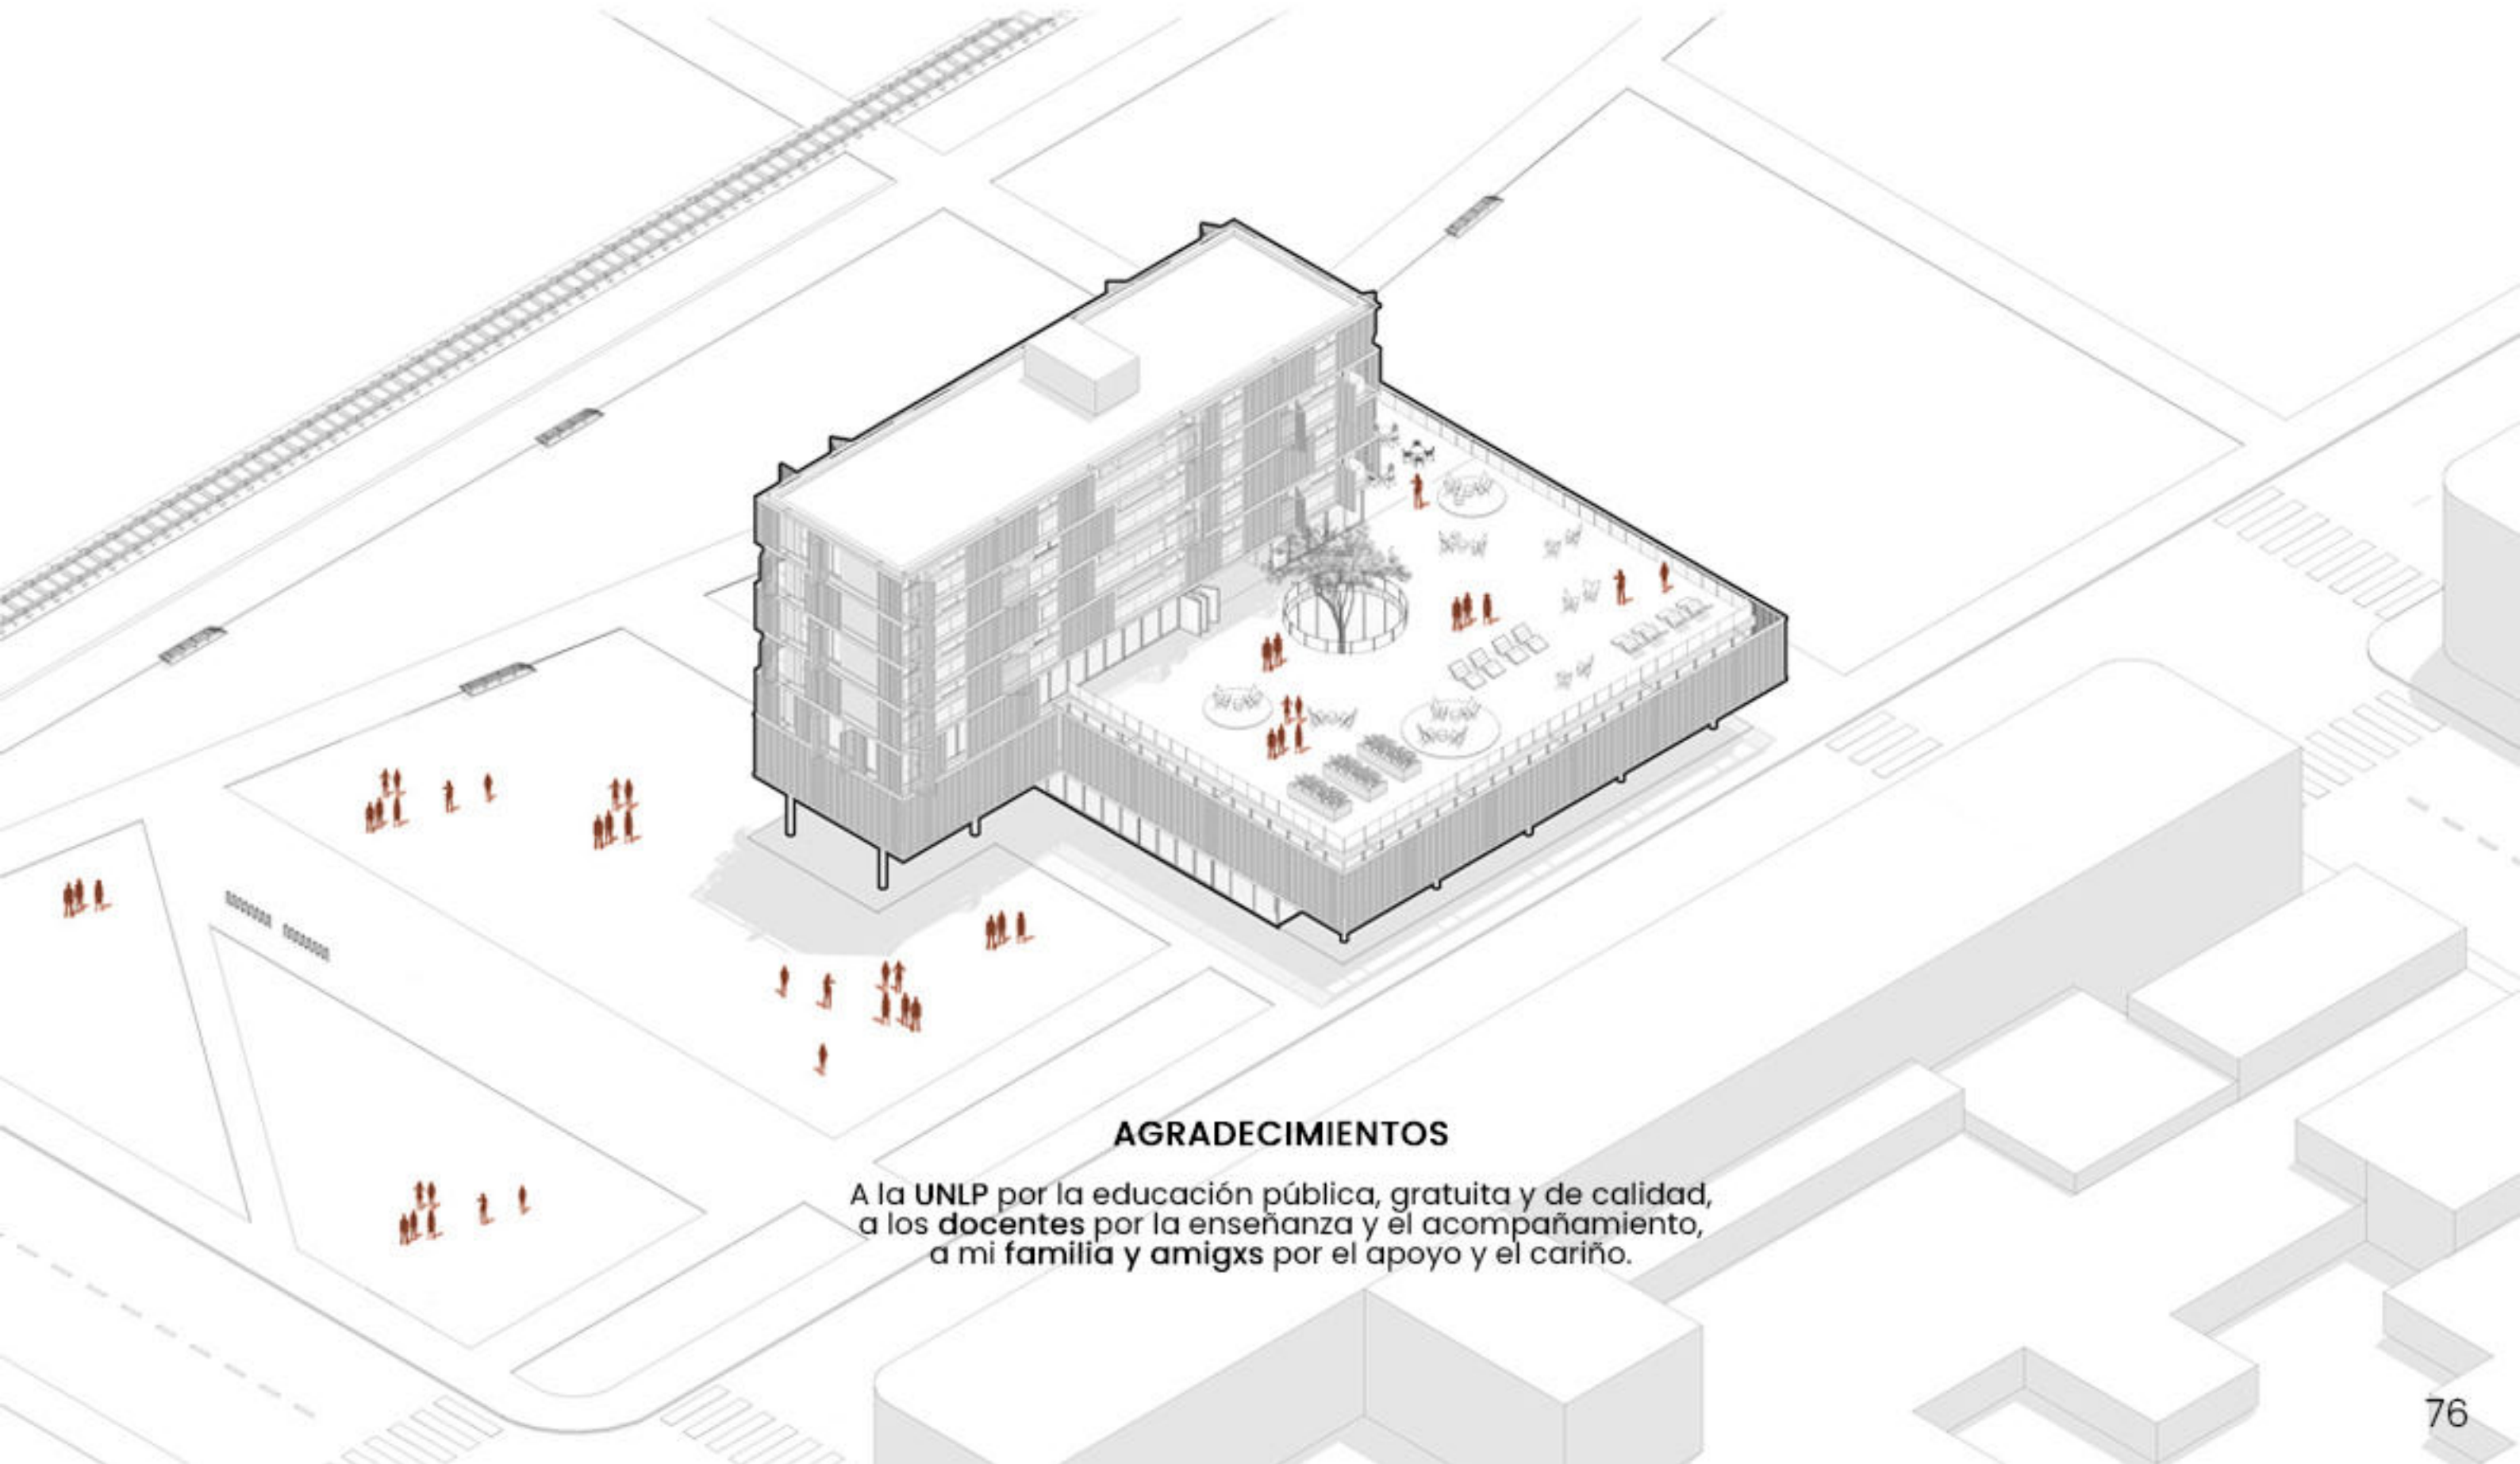 AGRADECIMIENTOS
A la UNLP por la educación pública, gratuita y de calidad,
a los docentes por la enseñanza y el acompañamiento,
a mi familia y amigxs por el apoyo y el cariño.
76